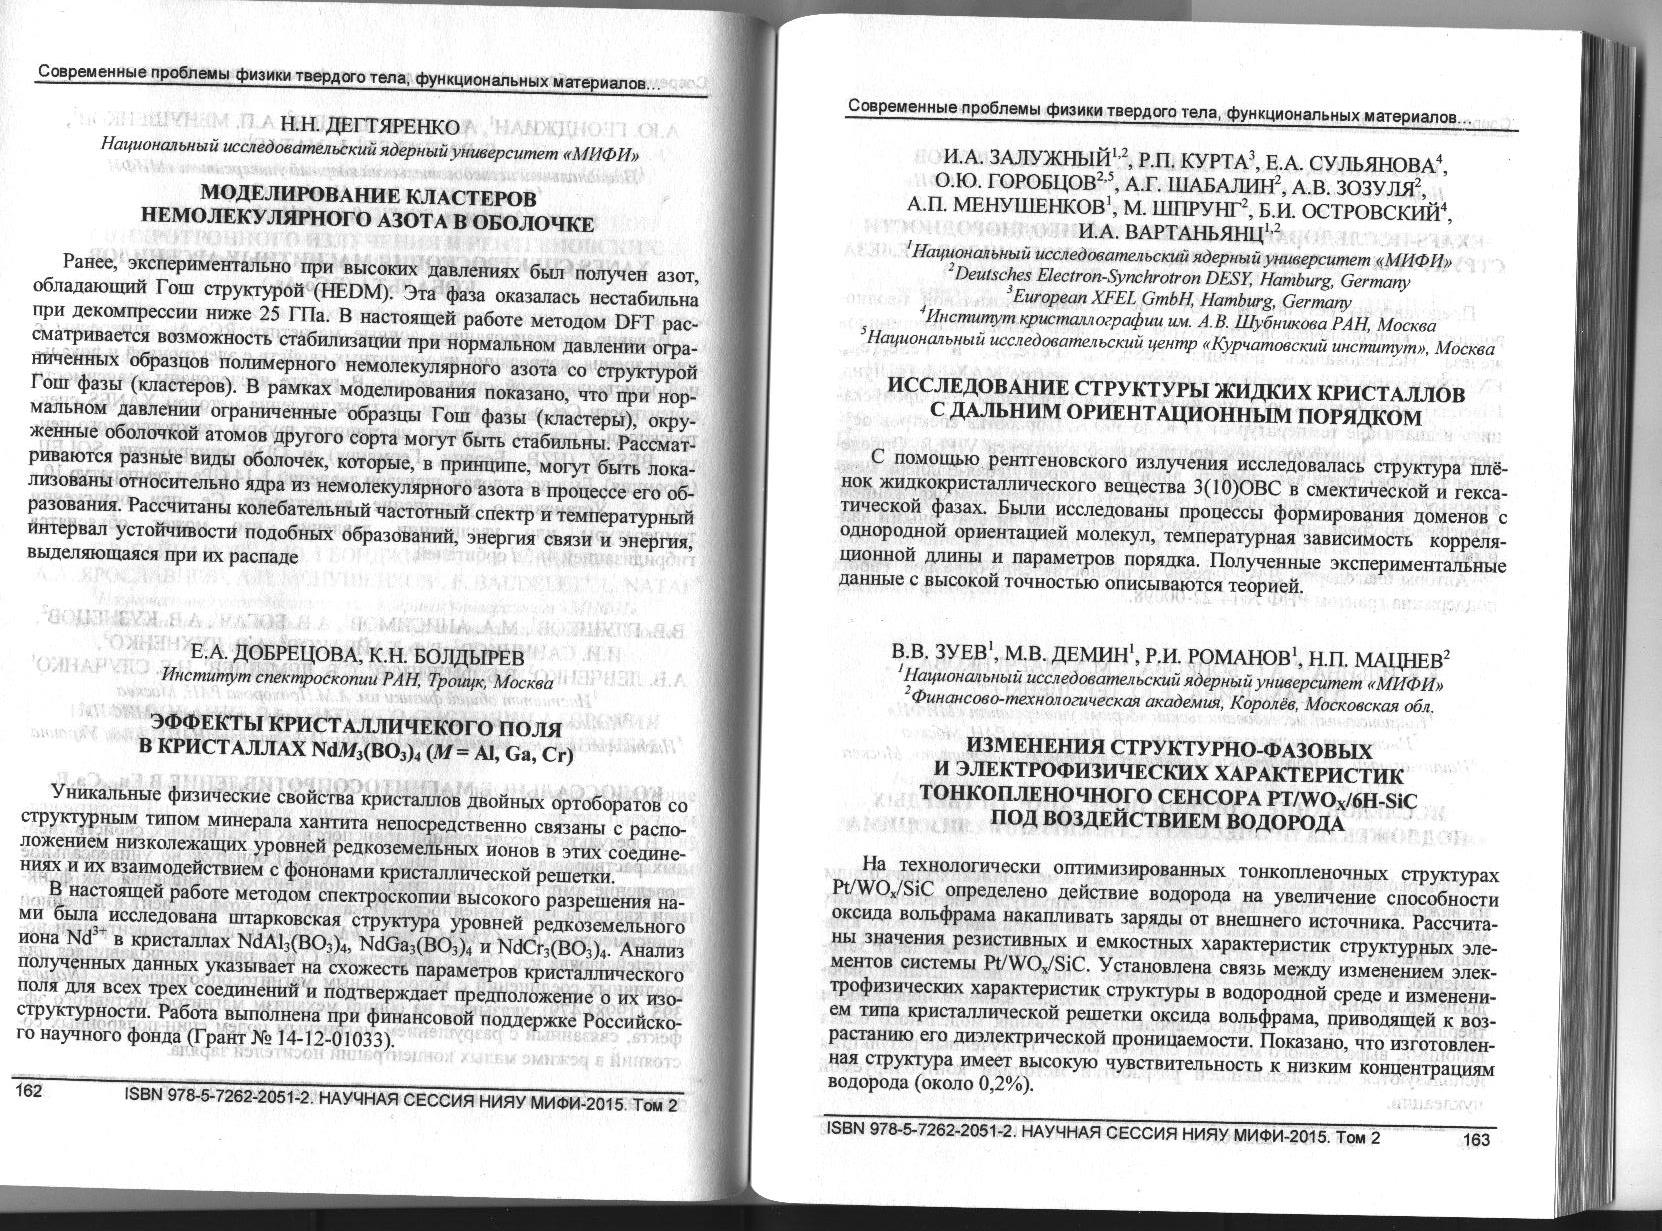 Современные проблемы физики твердого тела, функциональных материалов...
Н.Н. ДЕГТЯРЕНКО
Национальный исследовательский ядерный университет «МИФИ»
МОДЕЛИРОВАНИЕ КЛАСТЕРОВ
НЕМОЛЕКУЛЯРНОГО АЗОТА В ОБОЛОЧКЕ
Ранее, экспериментально при высоких давлениях был получен азот,
обладающий Гош структурой (HEDM). Эта фаза оказалась нестабильна
при декомпрессии ниже 25 ГПа. В настоящей работе методом DFT рас-
сматривается возможность стабилизации при нормальном давлении огра-
ниченных образцов полимерного немолекулярного азота со структурой
Гош фазы (кластеров). В рамках моделирования показано, что при нор-
мальном давлении ограниченные образцы Гош фазы (кластеры), окру-
женные оболочкой атомов другого сорта могут быть стабильны. Рассмат-
риваются разные виды оболочек, которые, в принципе, могут быть лока-
лизованы относительно ядра из немолекулярного азота в процессе его об-
разования. Рассчитаны колебательный частотный спектр и температурный
интервал устойчивости подобных образований, энергия связи и энергия,
выделяющаяся при их распаде
Е.А. ДОБРЕЦОВА, К.Н. БОЛДЫРЕВ
Институт спектроскопии РАН, Троицк, Москва
ЭФФЕКТЫ КРИСТАЛЛИЧЕКОГО ПОЛЯ
В КРИСТАЛЛАХ NdM₃(BO₃)₄ (M = Al, Ga, Cr)
Уникальные физические свойства кристаллов двойных ортоборатов со
структурным типом минерала хантита непосредственно связаны с распо-
ложением низколежащих уровней редкоземельных ионов в этих соедине-
ниях и их взаимодействием с фононами кристаллической решетки.
В настоящей работе методом спектроскопии высокого разрешения на-
ми была исследована штарковская структура уровней редкоземельного
иона Nd³⁺ в кристаллах NdAl₃(BO₃)₄, NdGa₃(BO₃)₄ и NdCr₃(BO₃)₄. Анализ
полученных данных указывает на схожесть параметров кристаллического
поля для всех трех соединений и подтверждает предположение о их изо-
структурности. Работа выполнена при финансовой поддержке Российско-
го научного фонда (Грант № 14-12-01033).
162 ISBN 978-5-7262-2051-2. НАУЧНАЯ СЕССИЯ НИЯУ МИФИ-2015. Том 2
Современные проблемы физики твердого тела, функциональных материалов...
И.А. ЗАЛУЖНЫЙ¹,², Р.П. КУРТА³, Е.А. СУЛЬЯНОВА⁴,
О.Ю. ГОРОБЦОВ²,⁵, А.Г. ШАБАЛИН², А.В. ЗОЗУЛЯ²,
А.П. МЕНУШЕНКОВ¹, М. ШПРУНГ², Б.И. ОСТРОВСКИЙ⁴,
И.А. ВАРТАНЬЯНЦ¹,²
¹Национальный исследовательский ядерный университет «МИФИ»
²Deutsches Electron-Synchrotron DESY, Hamburg, Germany
³European XFEL GmbH, Hamburg, Germany
⁴Институт кристаллографии им. А.В. Шубникова РАН, Москва
⁵Национальный исследовательский центр «Курчатовский институт», Москва
ИССЛЕДОВАНИЕ СТРУКТУРЫ ЖИДКИХ КРИСТАЛЛОВ
С ДАЛЬНИМ ОРИЕНТАЦИОННЫМ ПОРЯДКОМ
С помощью рентгеновского излучения исследовалась структура плё-
нок жидкокристаллического вещества 3(10)OBC в смектической и гекса-
тической фазах. Были исследованы процессы формирования доменов с
однородной ориентацией молекул, температурная зависимость корреля-
ционной длины и параметров порядка. Полученные экспериментальные
данные с высокой точностью описываются теорией.
В.В. ЗУЕВ¹, М.В. ДЕМИН¹, Р.И. РОМАНОВ¹, Н.П. МАЦНЕВ²
¹Национальный исследовательский ядерный университет «МИФИ»
²Финансово-технологическая академия, Королёв, Московская обл.
ИЗМЕНЕНИЯ СТРУКТУРНО-ФАЗОВЫХ
И ЭЛЕКТРОФИЗИЧЕСКИХ ХАРАКТЕРИСТИК
ТОНКОПЛЕНОЧНОГО СЕНСОРА PT/WOₓ/6H-SiC
ПОД ВОЗДЕЙСТВИЕМ ВОДОРОДА
На технологически оптимизированных тонкопленочных структурах
Pt/WOₓ/SiC определено действие водорода на увеличение способности
оксида вольфрама накапливать заряды от внешнего источника. Рассчита-
ны значения резистивных и емкостных характеристик структурных эле-
ментов системы Pt/WOₓ/SiC. Установлена связь между изменением элек-
трофизических характеристик структуры в водородной среде и изменени-
ем типа кристаллической решетки оксида вольфрама, приводящей к воз-
растанию его диэлектрической проницаемости. Показано, что изготовлен-
ная структура имеет высокую чувствительность к низким концентрациям
водорода (около 0,2%).
ISBN 978-5-7262-2051-2. НАУЧНАЯ СЕССИЯ НИЯУ МИФИ-2015. Том 2 163